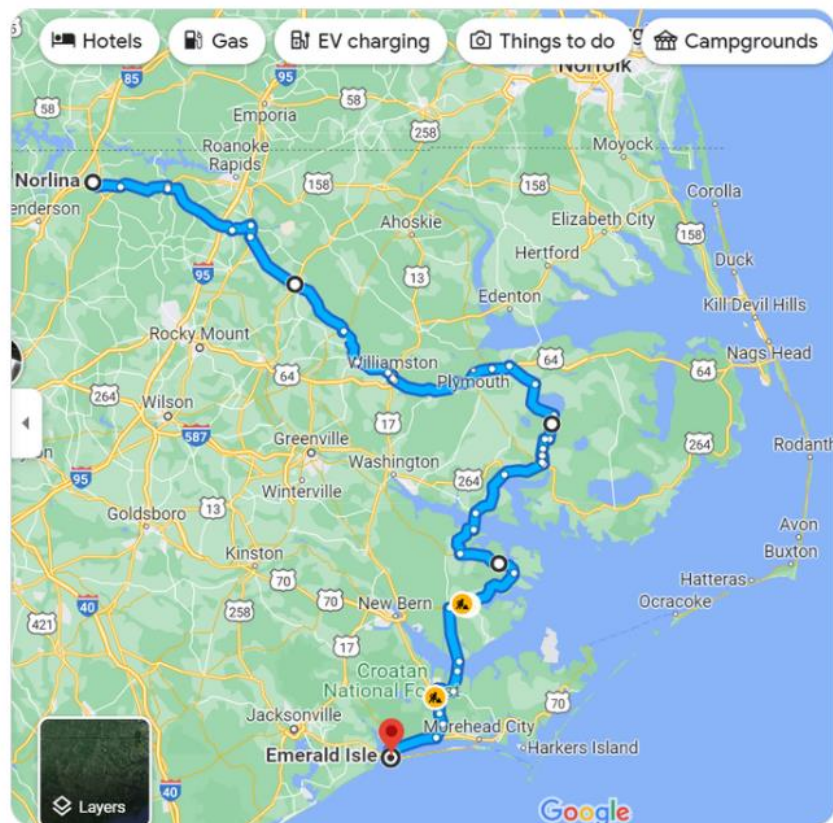 Hotels Gas EV charging Things to do Campgrounds
Norfolk
85
95
58
58
58
Emporia
258
Moyock
Roanoke
Rapids
Norlina
158
158
Corolla
Ahoskie
Elizabeth City
158
13
Hertford
Duck
95
Edenton
Kill Devil Hills
Rocky Mount
Williamston
64
Nags Head
64
Plymouth
64
264
Wilson
17
264
587
Greenville
Washington
Rodanth
95
Winterville
264
13
Goldsboro
Avon
Kinston
Buxton
70
Hatteras
40
70
New Bern
Ocracoke
421
258
17
Croatan
National Forest
70
Jacksonville
Morehead City
Emerald Isle
Harkers Island
40
Layers
Google